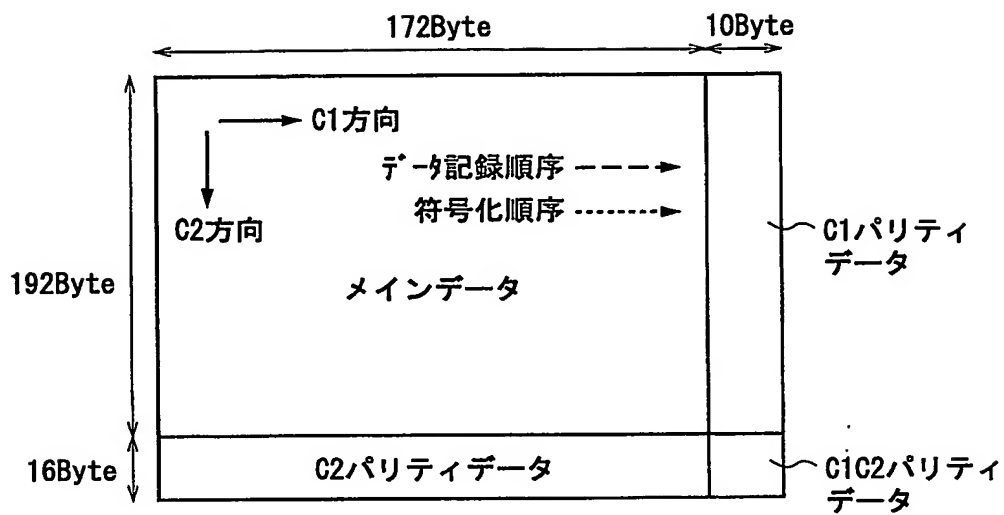 172Byte
10Byte
C1方向
データ記録順序
符号化順序
C2方向
C1パリティ
データ
192Byte
メインデータ
16Byte
C2パリティデータ
C1C2パリティ
データ